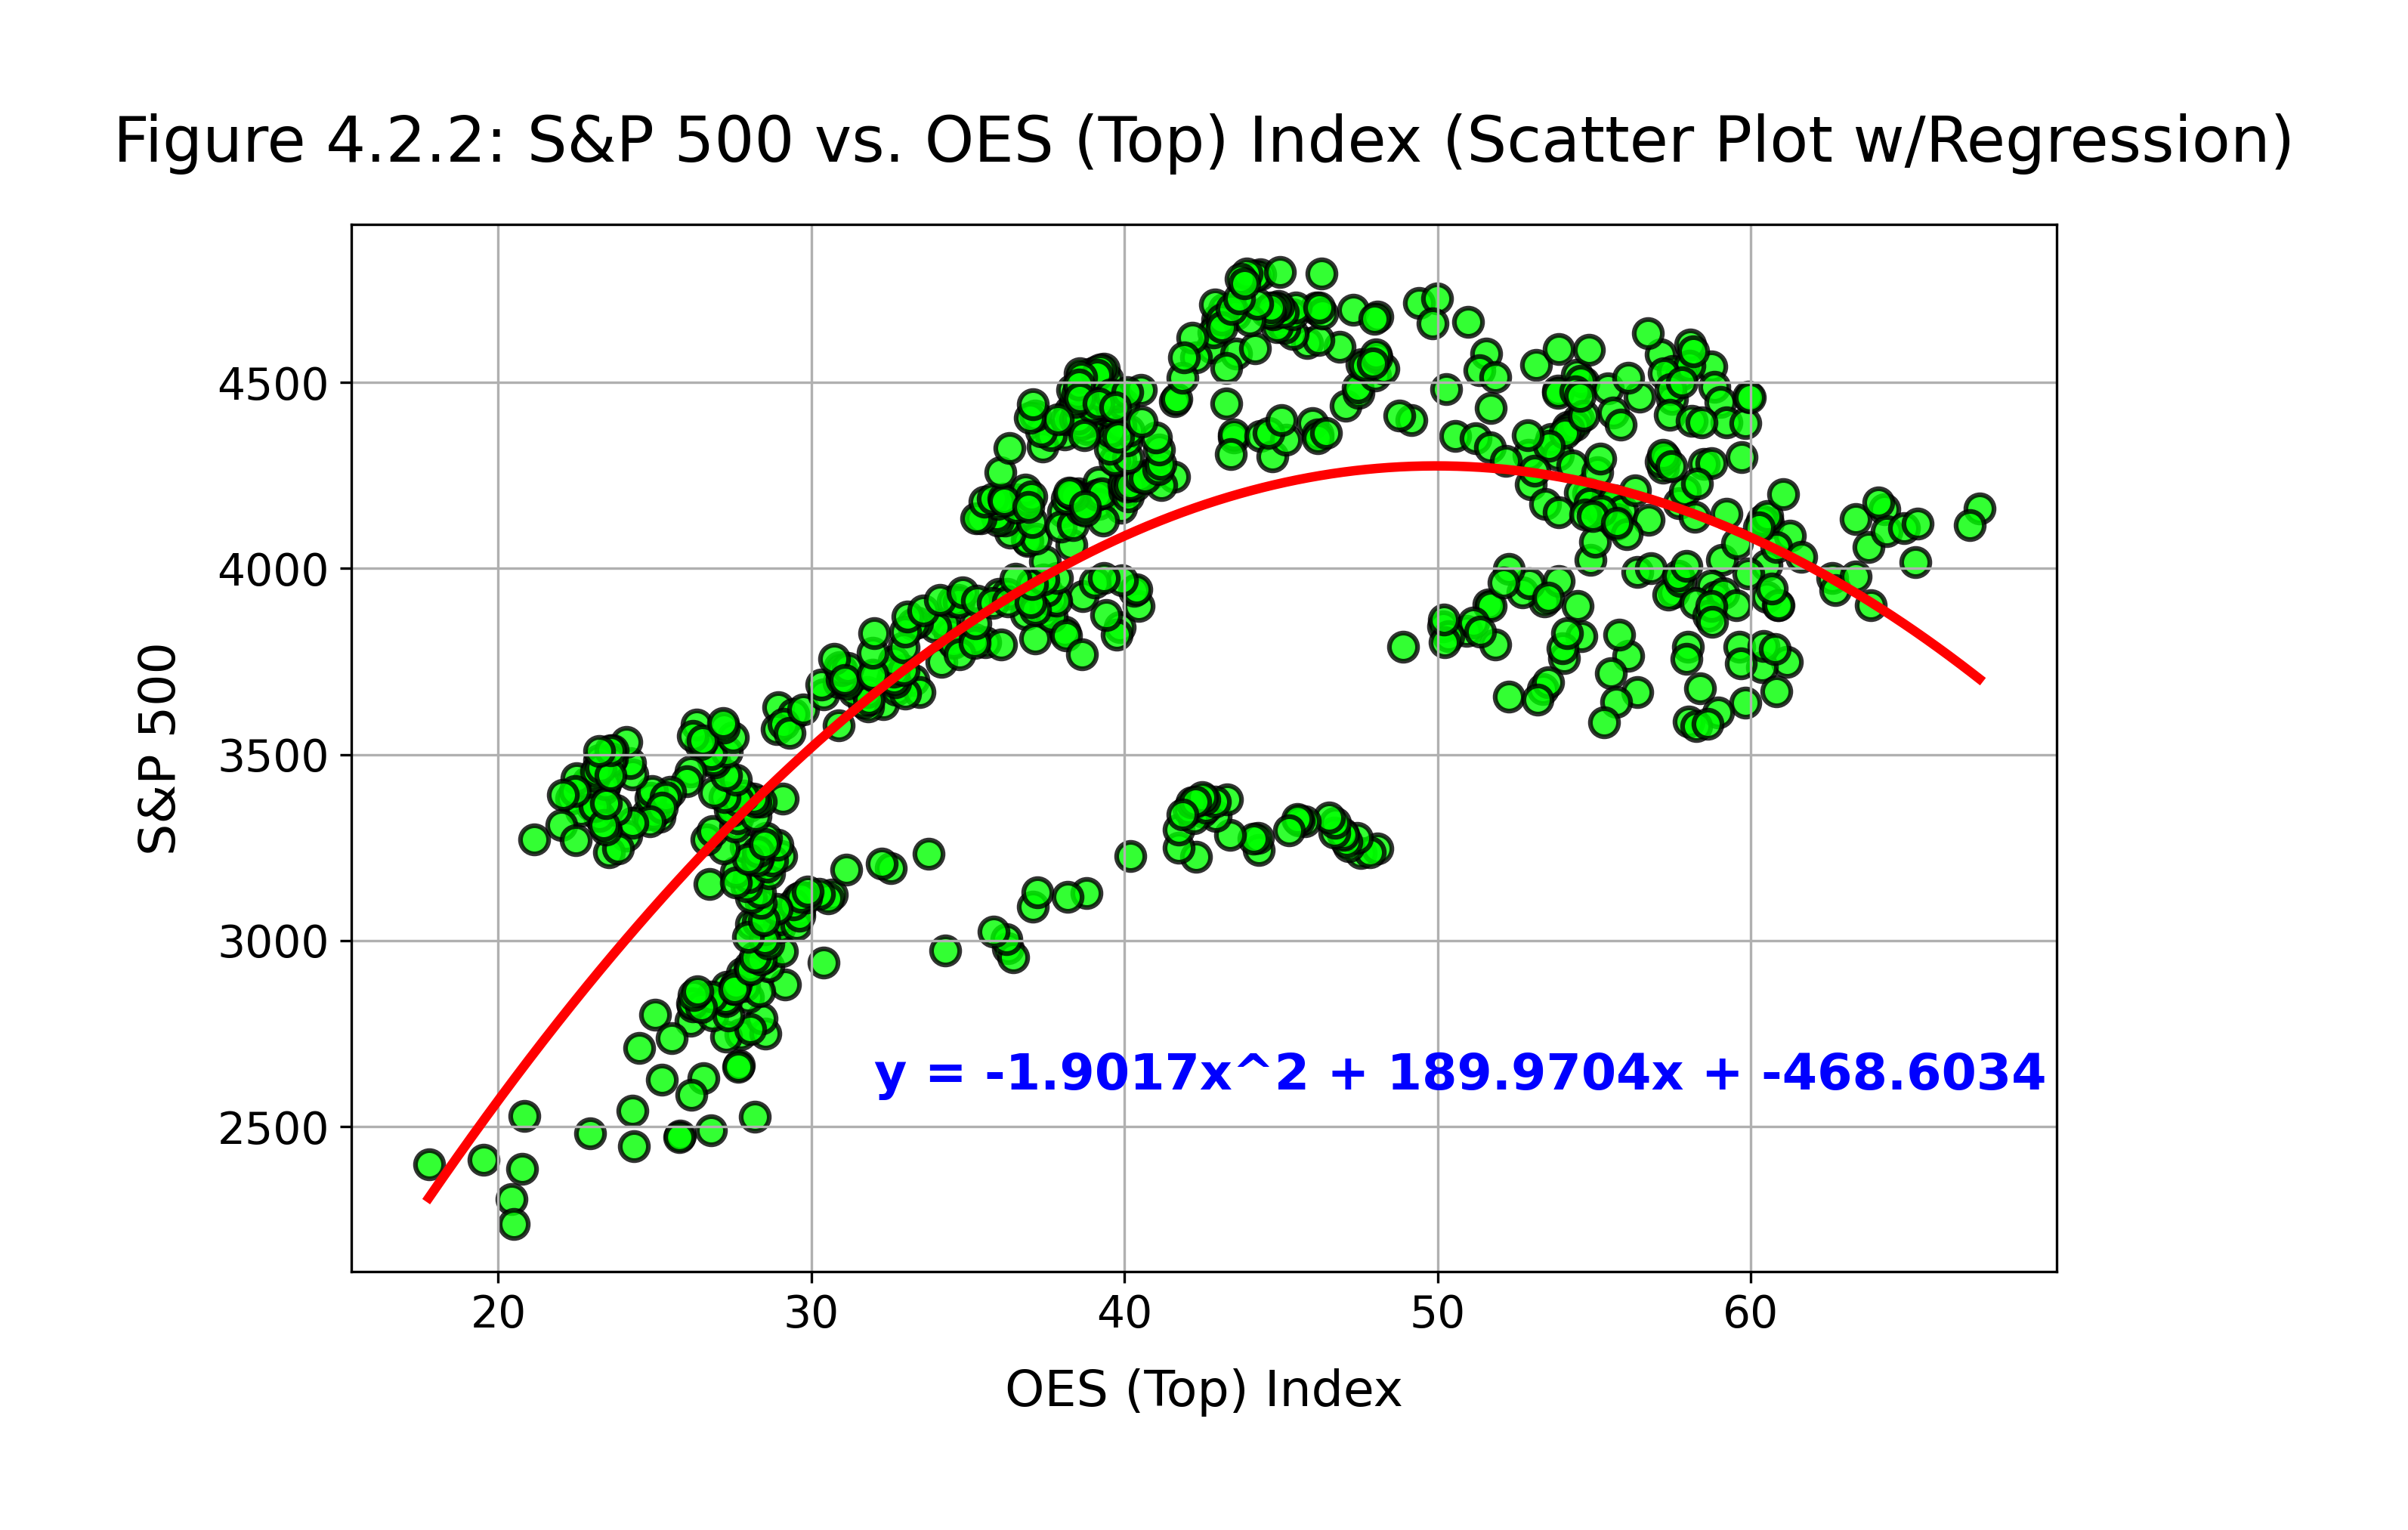 Figure 4.2.2: S&P 500 vs. OES (Top) Index (Scatter Plot w/Regression)
S&P 500
4500
4000
3500
3000
2500
y = -1.9017x^2 + 189.9704x + -468.6034
20 30 40 50 60
OES (Top) Index